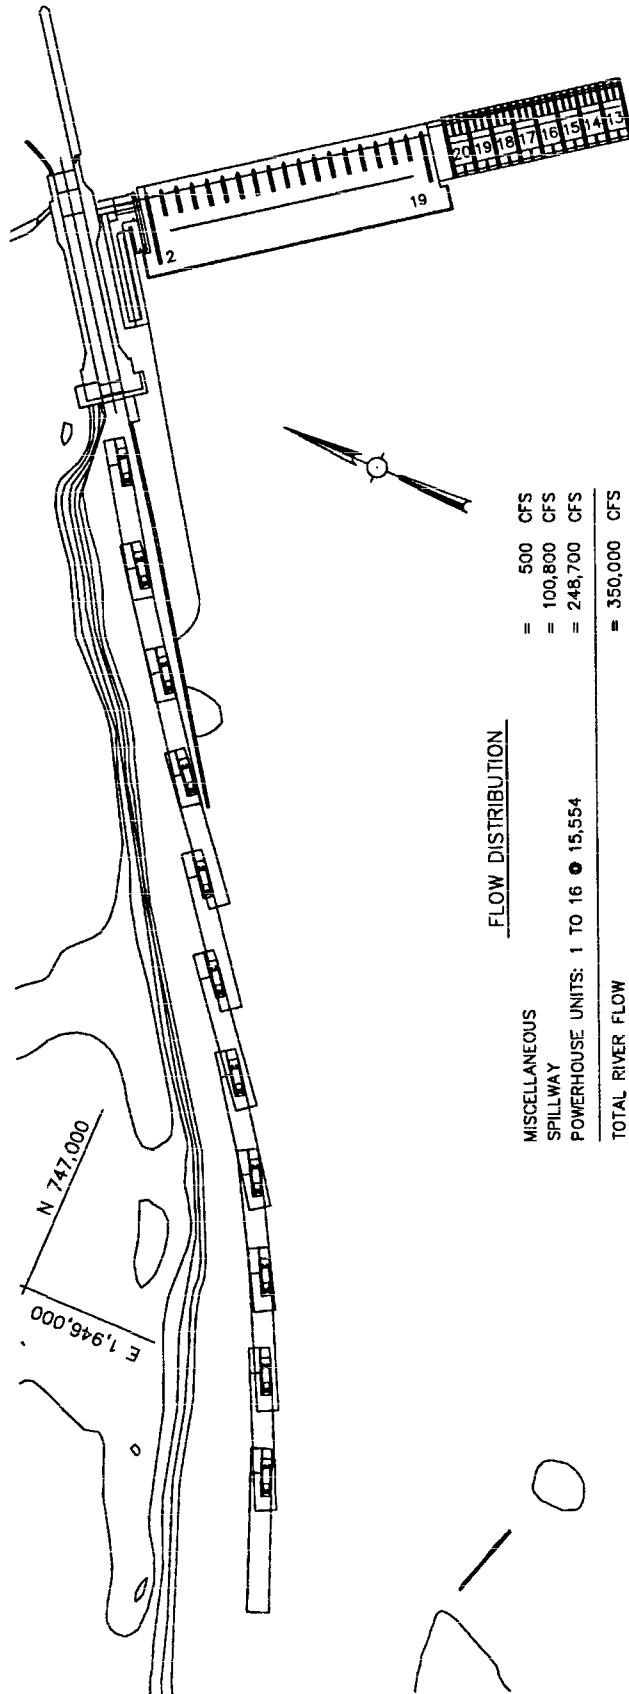 20 19 18 17 16 15 14 13
2
19
FLOW DISTRIBUTION
MISCELLANEOUS = 500 CFS
SPILLWAY = 100,800 CFS
POWERHOUSE UNITS: 1 TO 16 @ 15,554 = 248,700 CFS
TOTAL RIVER FLOW = 350,000 CFS
N 747,000
E 1,946,000